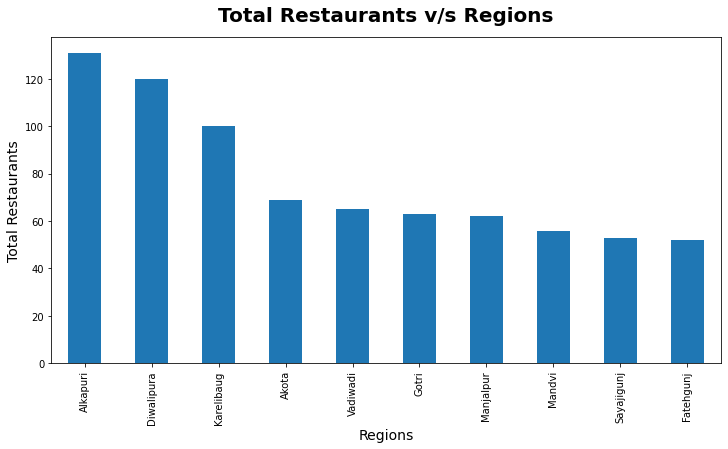 Total Restaurants v/s Regions
Total Restaurants
120
100
80
60
40
20
0
Alkapuri
Diwalipura
Karelibaug
Akota
Vadiwadi
Gotri
Manjalpur
Mandvi
Sayajigunj
Fatehgunj
Regions